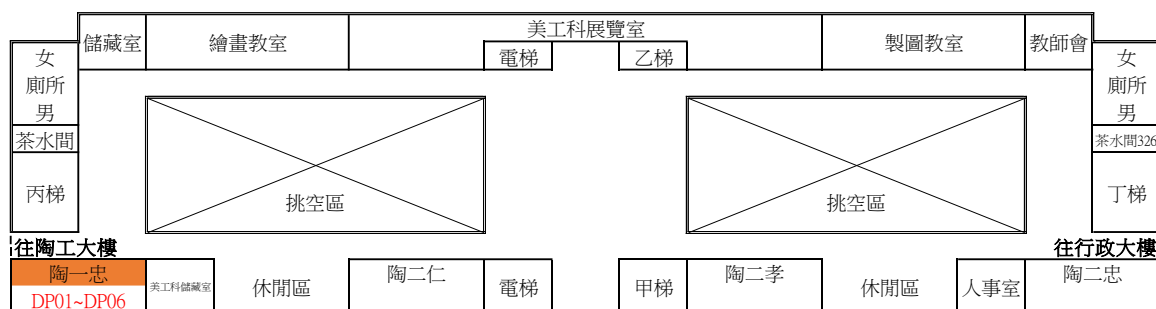 美工科展覽室
儲藏室
繪畫教室
電梯
乙梯
製圖教室
教師會
女
廁所
男
茶水間
丙梯
挑空區
挑空區
女
廁所
男
茶水間326
丁梯
往陶工大樓
往行政大樓
陶一忠
DP01~DP06
美工科儲藏室
休閒區
陶二仁
電梯
甲梯
陶二孝
休閒區
人事室
陶二忠